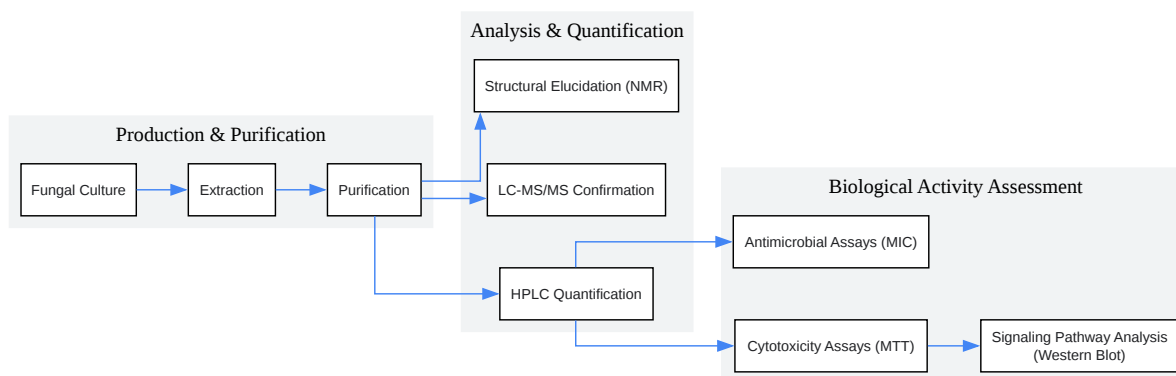 Production & Purification
Fungal Culture
Extraction
Purification
Analysis & Quantification
Structural Elucidation (NMR)
LC-MS/MS Confirmation
HPLC Quantification
Biological Activity Assessment
Antimicrobial Assays (MIC)
Cytotoxicity Assays (MTT)
Signaling Pathway Analysis
(Western Blot)